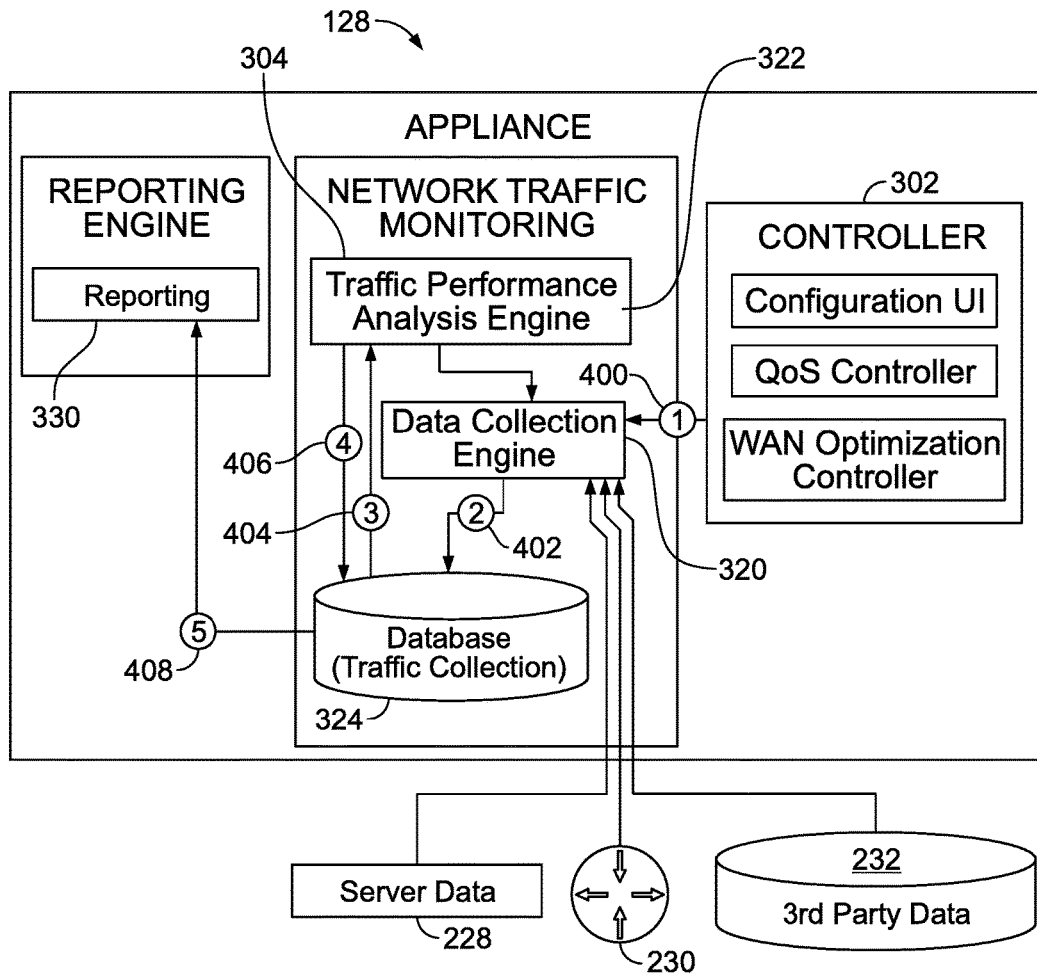 128
304
322
APPLIANCE
REPORTING
ENGINE
Reporting
330
NETWORK TRAFFIC
MONITORING
Traffic Performance
Analysis Engine
302
CONTROLLER
Configuration UI
QoS Controller
WAN Optimization
Controller
400
1
Data Collection
Engine
406
4
404
3
2
402
320
5
408
Database
(Traffic Collection)
324
Server Data
228
230
232
3rd Party Data